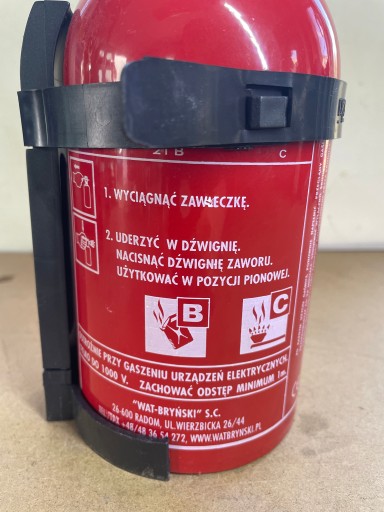 21 B C
1. WYCIĄGNĄĆ ZAWLECZKĘ.
2. UDERZYĆ W DŹWIGNIĘ.
NACISNĄĆ DŹWIGNIĘ ZAWORU.
UŻYTKOWAĆ W POZYCJI PIONOWEJ.
B C
PRZY GASZENIU URZĄDZEŃ ELEKTRYCZNYCH
DO 1000 V. ZACHOWAĆ ODSTĘP MINIMUM 1m.
"WAT-BRYŃSKI" S.C.
26-600 RADOM, UL.WIERZBICKA 26/44
+48/48 36 54 272, WWW.WATBRYNSKI.PL